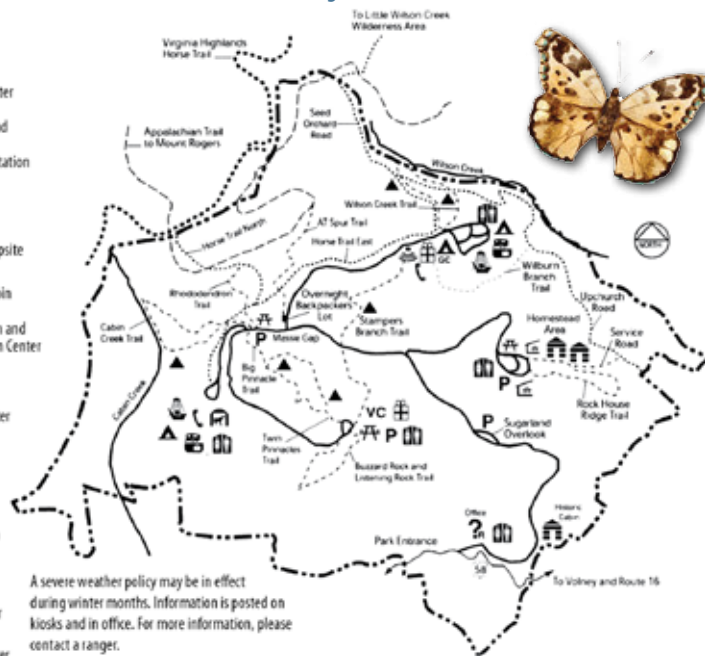 To Little Wilson Creek
Wilderness Area
Virginia Highlands
Horse Trail
Seed
Orchard
Road
Appalachian Trail
to Mount Rogers
Wilson Creek
Wilson Creek Trail
AT Spur Trail
Horse Trail North
Horse Trail East
GC
NORTH
Wilburn
Branch
Trail
Rhododendron
Trail
Overnight
Backpackers
Lot
Upchurch
Road
Stampers
Branch Trail
Homestead
Area
Service
Road
Cabin
Creek Trail
P
Massie Gap
Big
Pinnacle
Trail
P
Rock House
Ridge Trail
Cabin Creek
VC
P
P
Sugarland
Overlook
Twin
Pinnacles
Trail
Buzzard Rock and
Listening Rock Trail
Office
?
R
Historic
Cabin
Park Entrance
58
To Volney and Route 16
A severe weather policy may be in effect
during winter months. Information is posted on
kiosks and in office. For more information, please
contact a ranger.